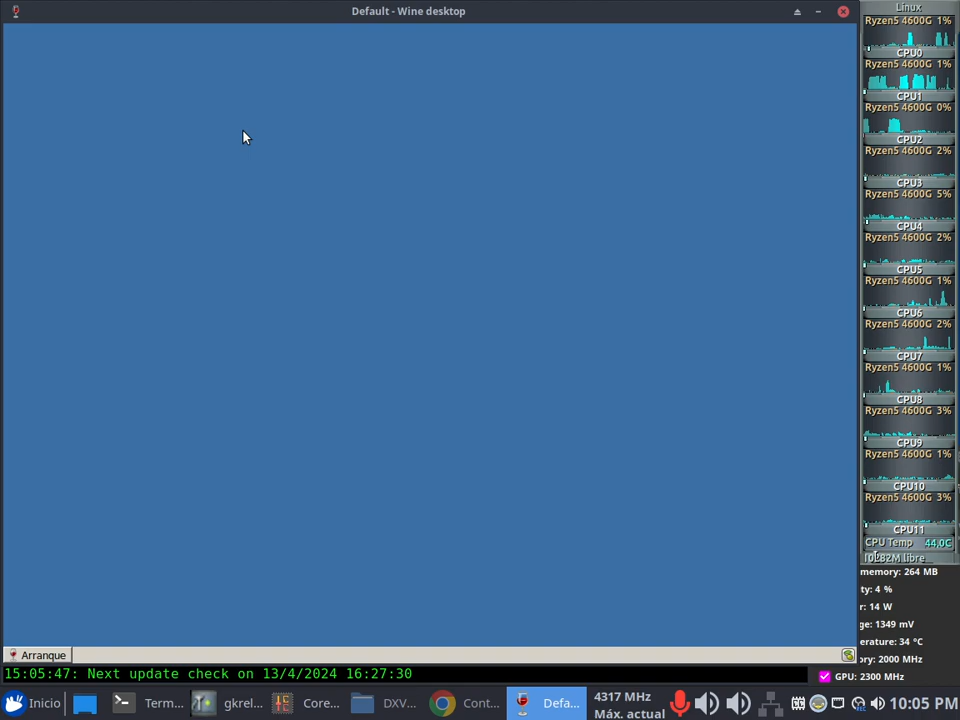 Default - Wine desktop
Linux
Ryzen5 4600G 1%
CPU0
Ryzen5 4600G 1%
CPU1
Ryzen5 4600G 0%
CPU2
Ryzen5 4600G 2%
CPU3
Ryzen5 4600G 5%
CPU4
Ryzen5 4600G 2%
CPU5
Ryzen5 4600G 1%
CPU6
Ryzen5 4600G 2%
CPU7
Ryzen5 4600G 1%
CPU8
Ryzen5 4600G 3%
CPU9
Ryzen5 4600G 1%
CPU10
Ryzen5 4600G 3%
CPU11
CPU Temp 44.0C
libre
memory: 264 MB
ty: 4 %
r: 14 W
ge: 1349 mV
erature: 34 °C
ory: 2000 MHz
GPU: 2300 MHz
Arranque
15:05:47: Next update check on 13/4/2024 16:27:30
Inicio
Term...
gkrel...
Core...
DXV...
Cont...
Defa...
4317 MHz
Máx. actual
10:05 PM